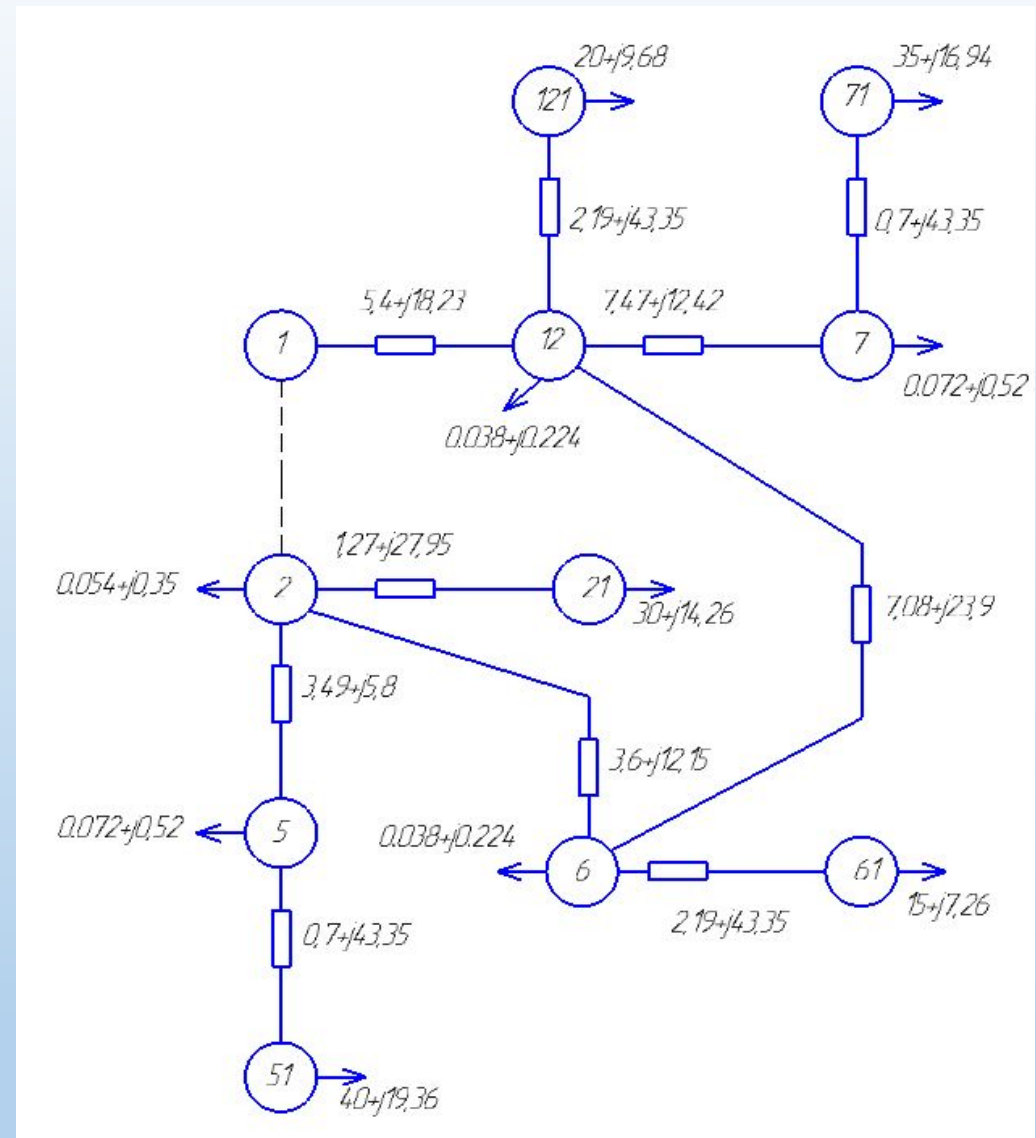 20+j9,68
35+j16,94
121
71
2,19+j43,35
0,7+j43,35
5,4+j18,23
7,47+j12,42
1
12
7
0.072+j0,52
0.038+j0.224
1,27+j27,95
0.054+j0,35
2
21
30+j14,26
7,08+j23,9
3,49+j5,8
3,6+j12,15
0.072+j0,52
5
0.038+j0.224
6
61
15+j7,26
2,19+j43,35
0,7+j43,35
51
40+j19,36